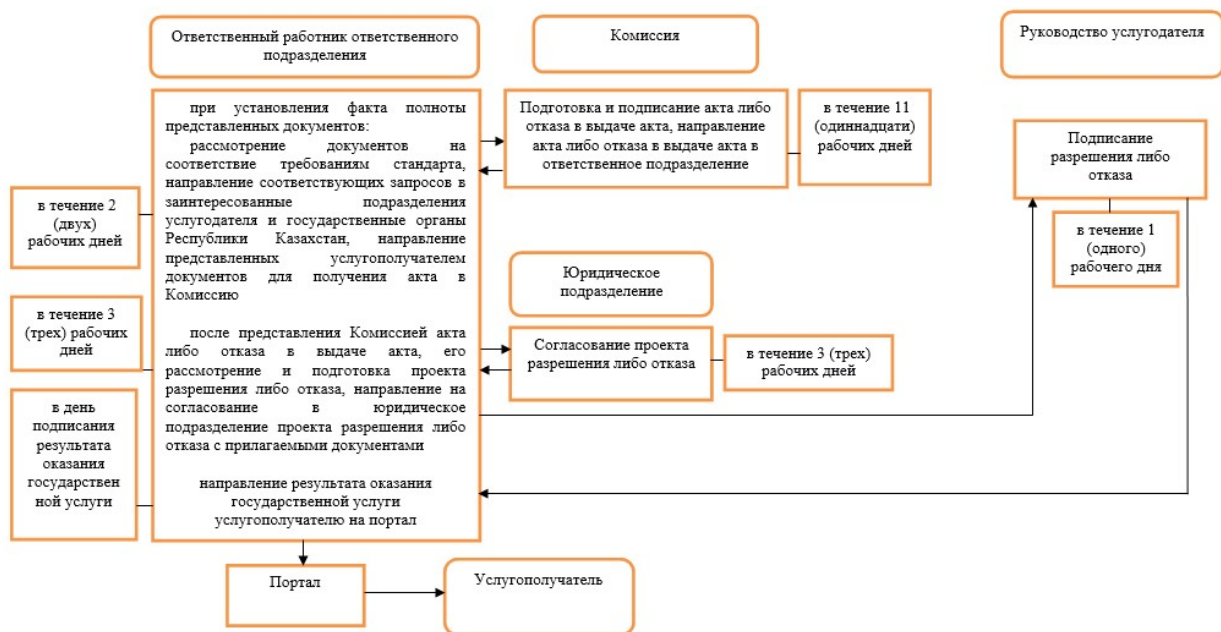 Ответственный работник ответственного
подразделения
Комиссия
Руководство услугодателя
при установления факта полноты
представленных документов:
рассмотрение документов на
соответствие требованиям стандарта,
направление соответствующих запросов в
заинтересованные подразделения
услугодателя и государственные органы
Республики Казахстан, направление
представленных услугополучателем
документов для получения акта в
Комиссию
после представления Комиссией акта
либо отказа в выдаче акта, его
рассмотрение и подготовка проекта
разрешения либо отказа, направление на
согласование в юридическое
подразделение проекта разрешения либо
отказа с прилагаемыми документами
направление результата оказания
государственной услуги
услугополучателю на портал
в течение 2
(двух)
рабочих дней
в течение 3
(трех) рабочих
дней
в день
подписания
результата
оказания
государствен
ной услуги
Подготовка и подписание акта либо
отказа в выдаче акта, направление
акта либо отказа в выдаче акта в
ответственное подразделение
в течение 11
(одиннадцати)
рабочих дней
Юридическое
подразделение
Согласование проекта
разрешения либо отказа
в течение 3 (трех)
рабочих дней
Подписание
разрешения либо
отказа
в течение 1
(одного)
рабочего дня
Портал
Услугополучатель